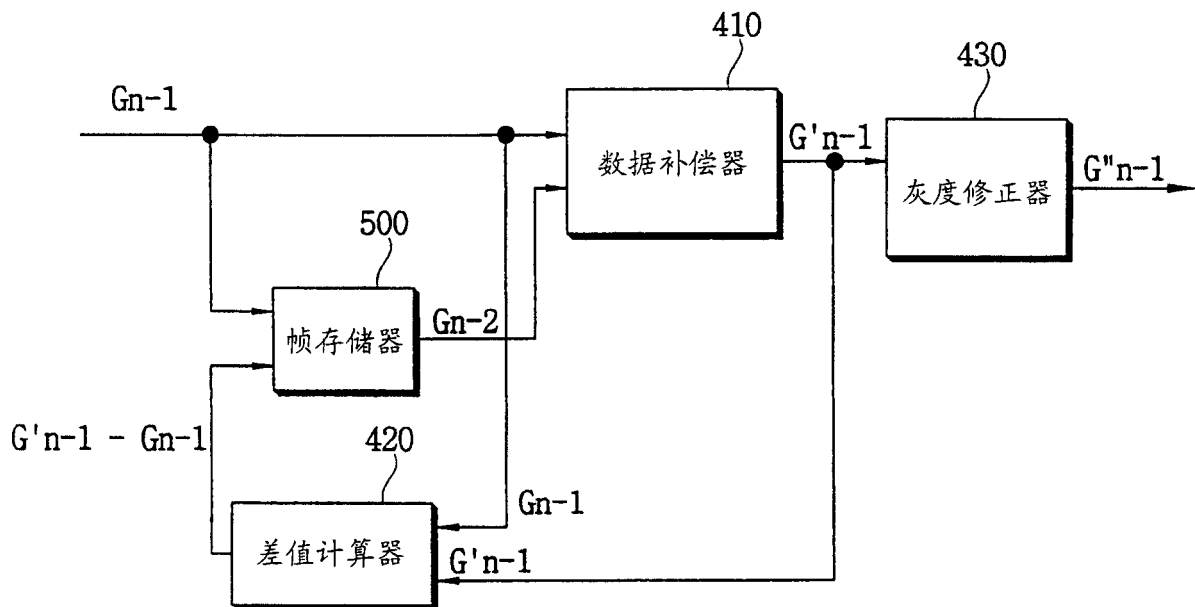 410
430
Gn-1
G'n-1
数据补偿器
G"n-1
灰度修正器
500
Gn-2
帧存储器
G'n-1 - Gn-1
420
Gn-1
差值计算器
G'n-1